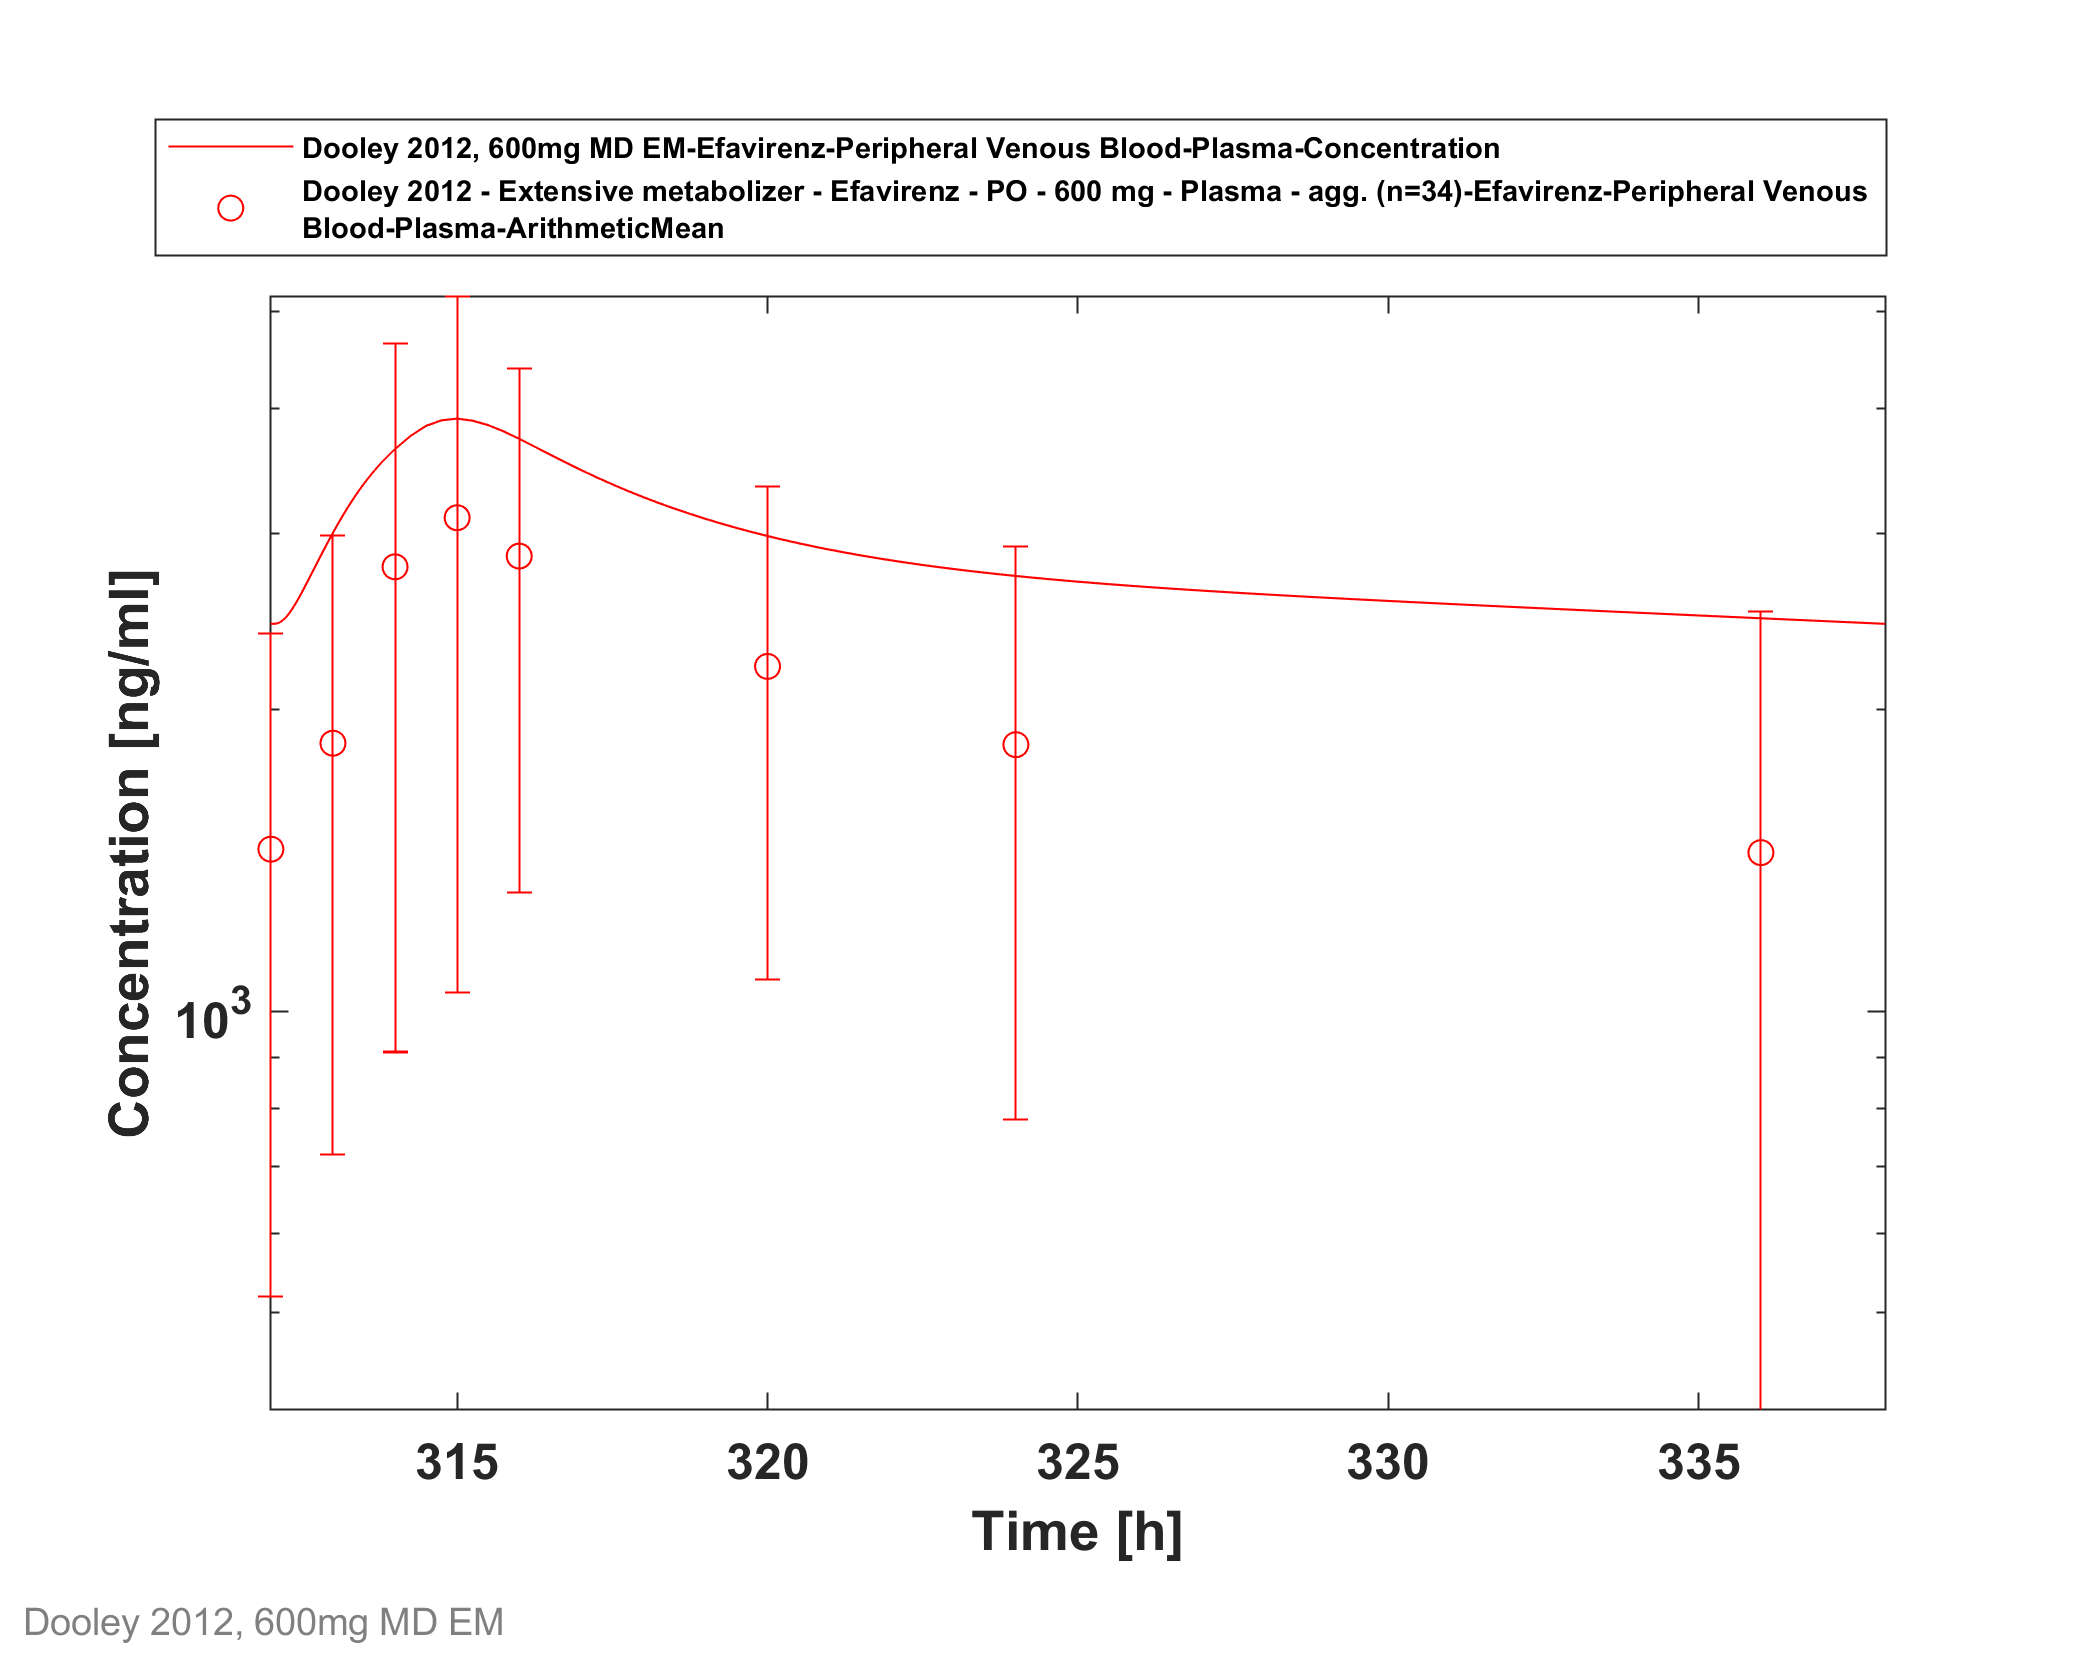 Dooley 2012, 600mg MD EM-Efavirenz-Peripheral Venous Blood-Plasma-Concentration
Dooley 2012 - Extensive metabolizer - Efavirenz - PO - 600 mg - Plasma - agg. (n=34)-Efavirenz-Peripheral Venous
Blood-Plasma-ArithmeticMean
Concentration [ng/ml]
10^3
315 320 325 330 335
Time [h]
Dooley 2012, 600mg MD EM